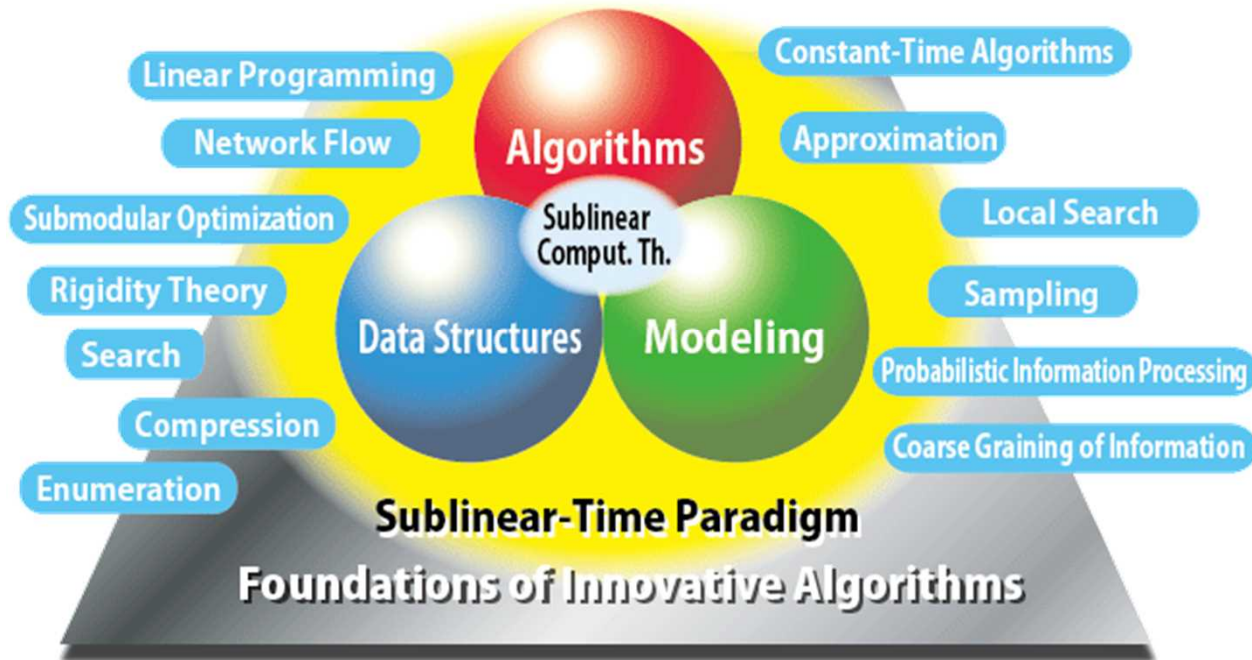 Linear Programming
Network Flow
Submodular Optimization
Rigidity Theory
Search
Compression
Enumeration
Algorithms
Sublinear
Comput. Th.
Data Structures
Modeling
Constant-Time Algorithms
Approximation
Local Search
Sampling
Probabilistic Information Processing
Coarse Graining of Information
Sublinear-Time Paradigm
Foundations of Innovative Algorithms